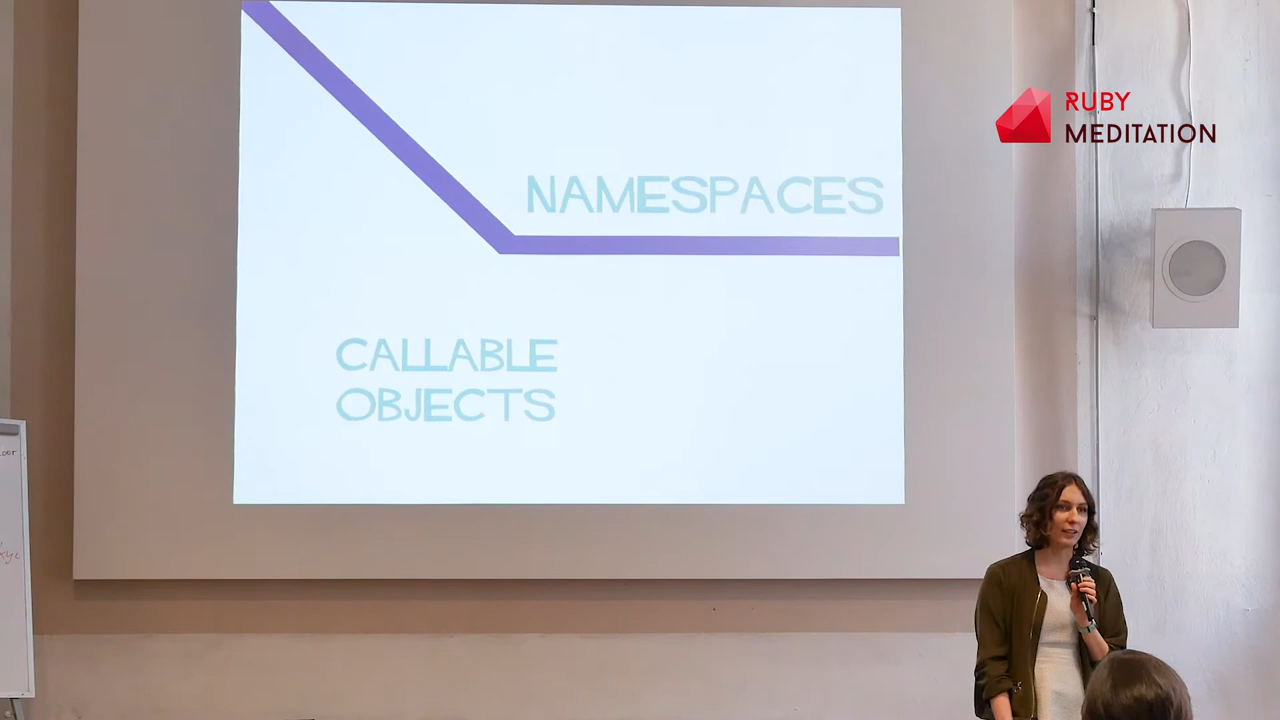 NAMESPACES
CALLABLE
OBJECTS
RUBY
MEDITATION